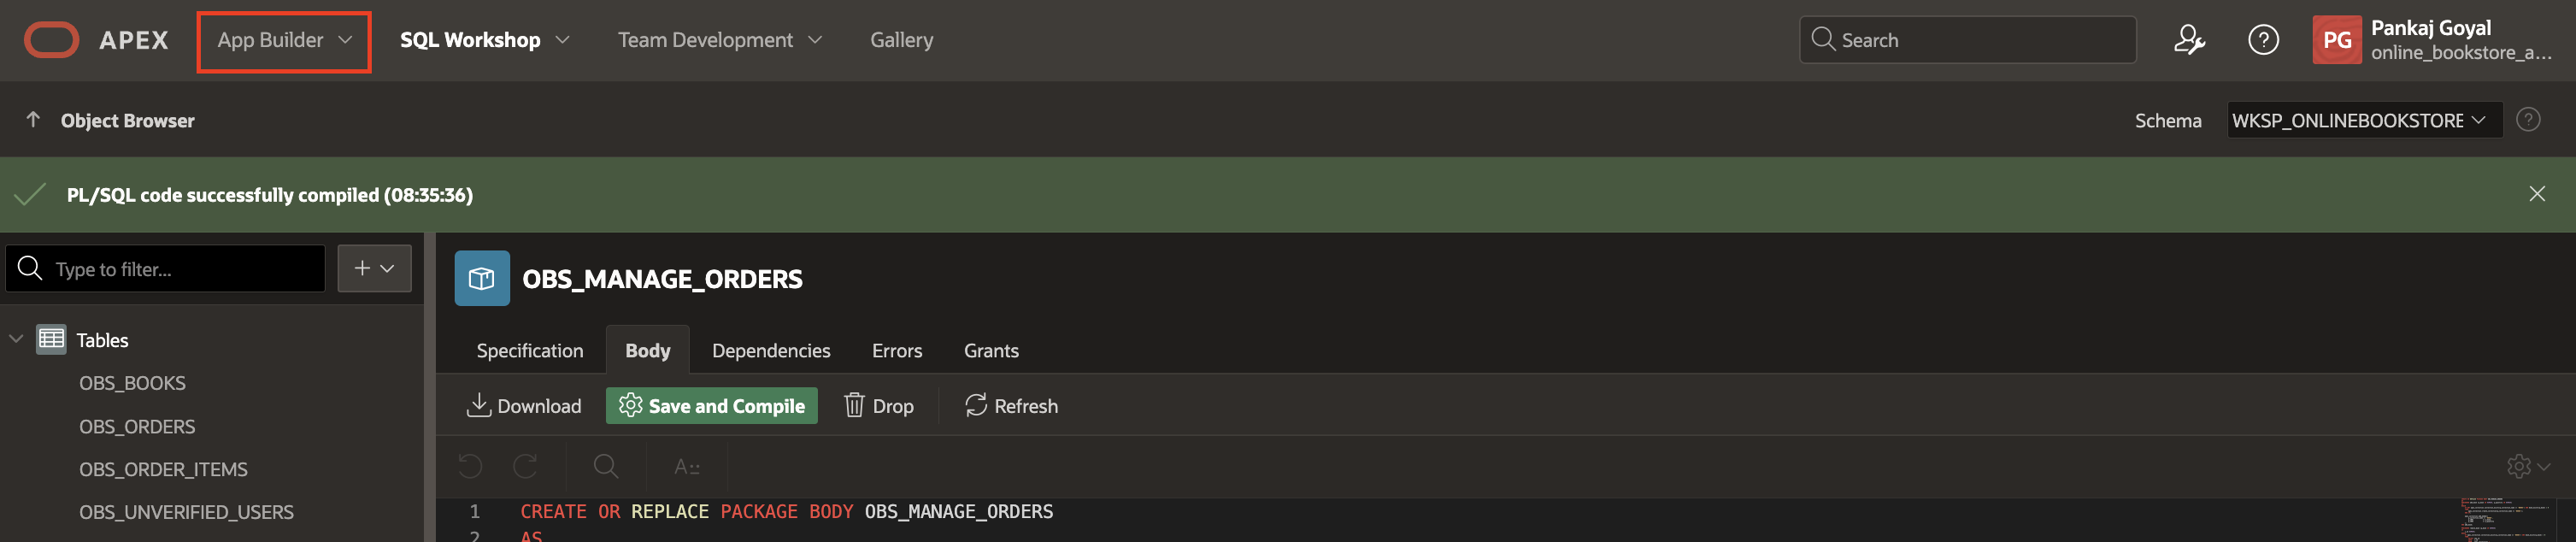 APEX App Builder SQL Workshop Team Development Gallery Search PG Pankaj Goyal
online_bookstore_a...
Object Browser Schema WKSP_ONLINEBOOKSTORE
PL/SQL code successfully compiled (08:35:36)
Type to filter...
OBS_MANAGE_ORDERS
Tables
Specification Body Dependencies Errors Grants
OBS_BOOKS
Download Save and Compile Drop Refresh
OBS_ORDERS
OBS_ORDER_ITEMS
A::
OBS_UNVERIFIED_USERS
1 CREATE OR REPLACE PACKAGE BODY OBS_MANAGE_ORDERS
2 AS